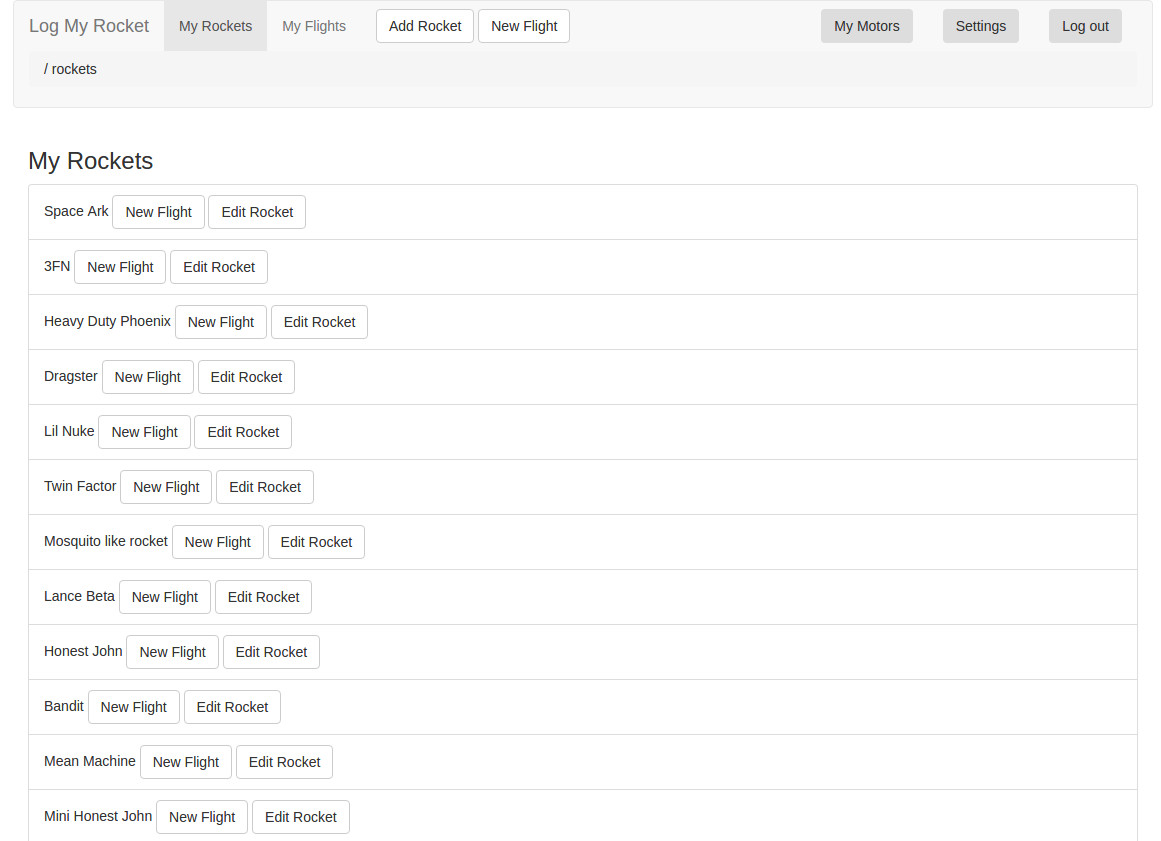 Log My Rocket My Rockets My Flights Add Rocket New Flight My Motors Settings Log out
/ rockets
My Rockets
Space Ark New Flight Edit Rocket
3FN New Flight Edit Rocket
Heavy Duty Phoenix New Flight Edit Rocket
Dragster New Flight Edit Rocket
Lil Nuke New Flight Edit Rocket
Twin Factor New Flight Edit Rocket
Mosquito like rocket New Flight Edit Rocket
Lance Beta New Flight Edit Rocket
Honest John New Flight Edit Rocket
Bandit New Flight Edit Rocket
Mean Machine New Flight Edit Rocket
Mini Honest John New Flight Edit Rocket